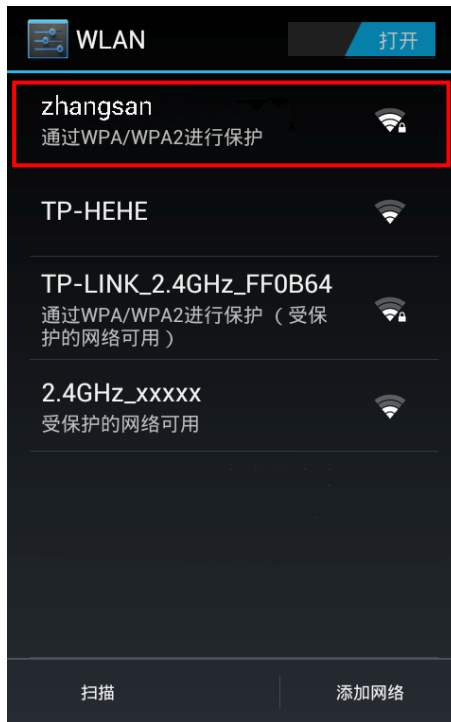 WLAN
打开
zhangsan
通过WPA/WPA2进行保护
TP-HEHE
TP-LINK_2.4GHz_FF0B64
通过WPA/WPA2进行保护（受保
护的网络可用）
2.4GHz_xxxxx
受保护的网络可用
扫描
添加网络